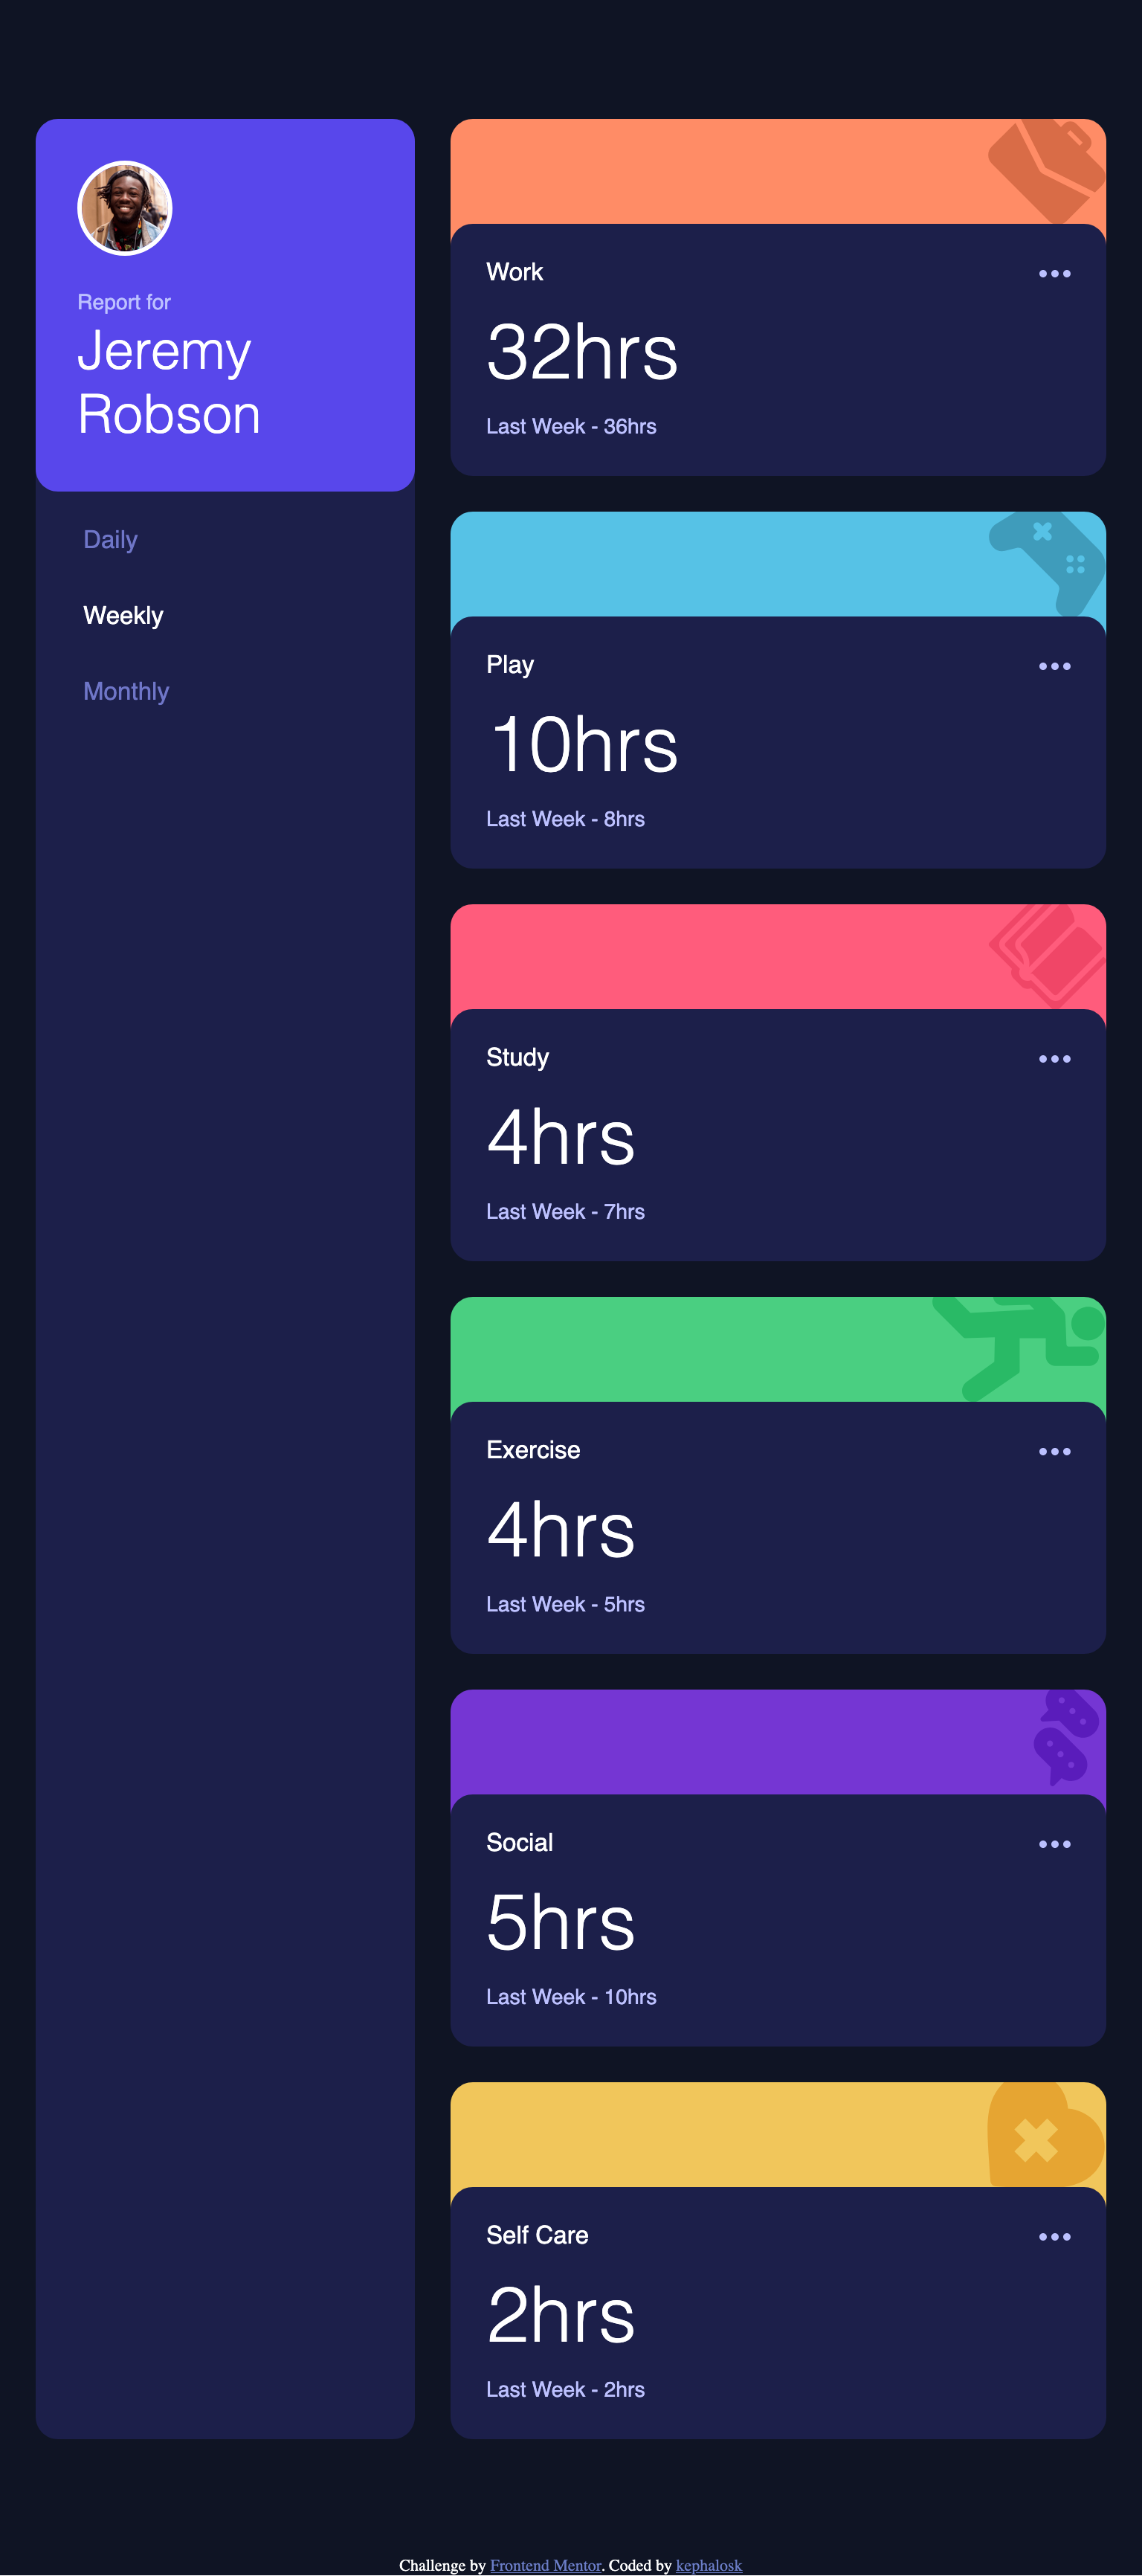 Report for
Jeremy
Robson
Daily
Weekly
Monthly
Work
32hrs
Last Week - 36hrs
Play
10hrs
Last Week - 8hrs
Study
4hrs
Last Week - 7hrs
Exercise
4hrs
Last Week - 5hrs
Social
5hrs
Last Week - 10hrs
Self Care
2hrs
Last Week - 2hrs
Challenge by Frontend Mentor. Coded by kephalosk